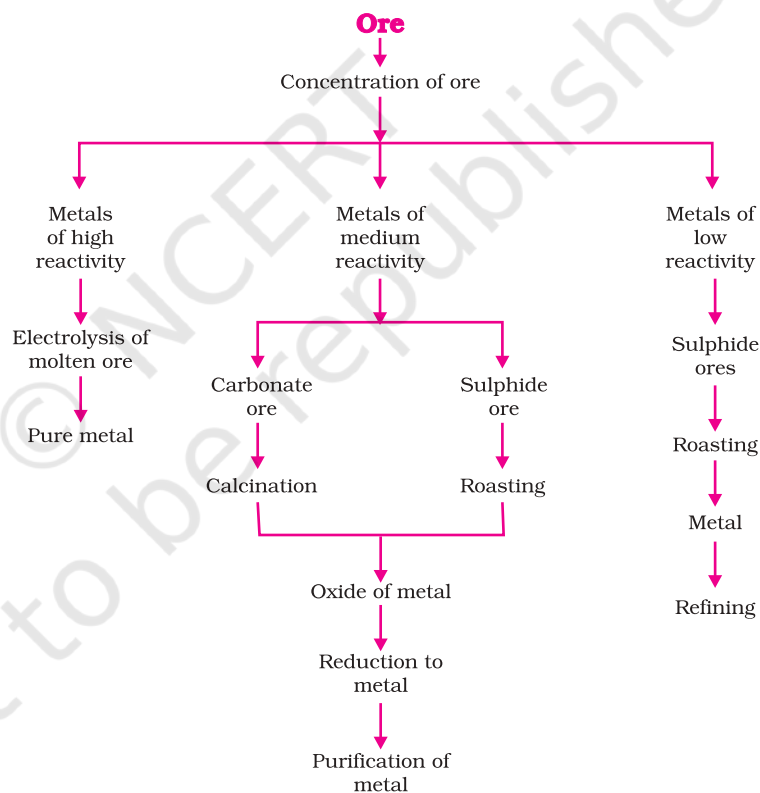 Ore
Concentration of ore
Metals
of high
reactivity
Electrolysis of
molten ore
Pure metal
Metals of
medium
reactivity
Carbonate
ore
Calcination
Sulphide
ore
Roasting
Oxide of metal
Reduction to
metal
Purification of
metal
Metals of
low
reactivity
Sulphide
ores
Roasting
Metal
Refining
© NCERT
to be republishe